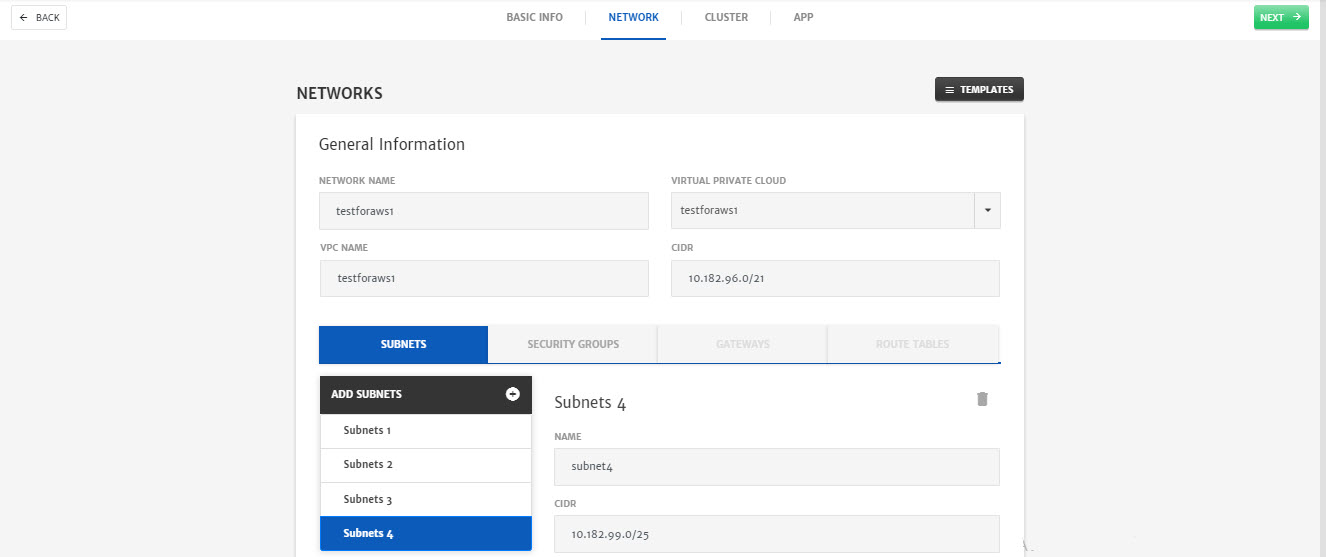 BACK
BASIC INFO
NETWORK
CLUSTER
APP
NEXT
NETWORKS
TEMPLATES
General Information
NETWORK NAME
VIRTUAL PRIVATE CLOUD
testforaws1
testforaws1
VPC NAME
CIDR
testforaws1
10.182.96.0/21
SUBNETS
SECURITY GROUPS
GATEWAYS
ROUTE TABLES
ADD SUBNETS
Subnets 4
Subnets 1
NAME
Subnets 2
subnet4
Subnets 3
CIDR
Subnets 4
10.182.99.0/25